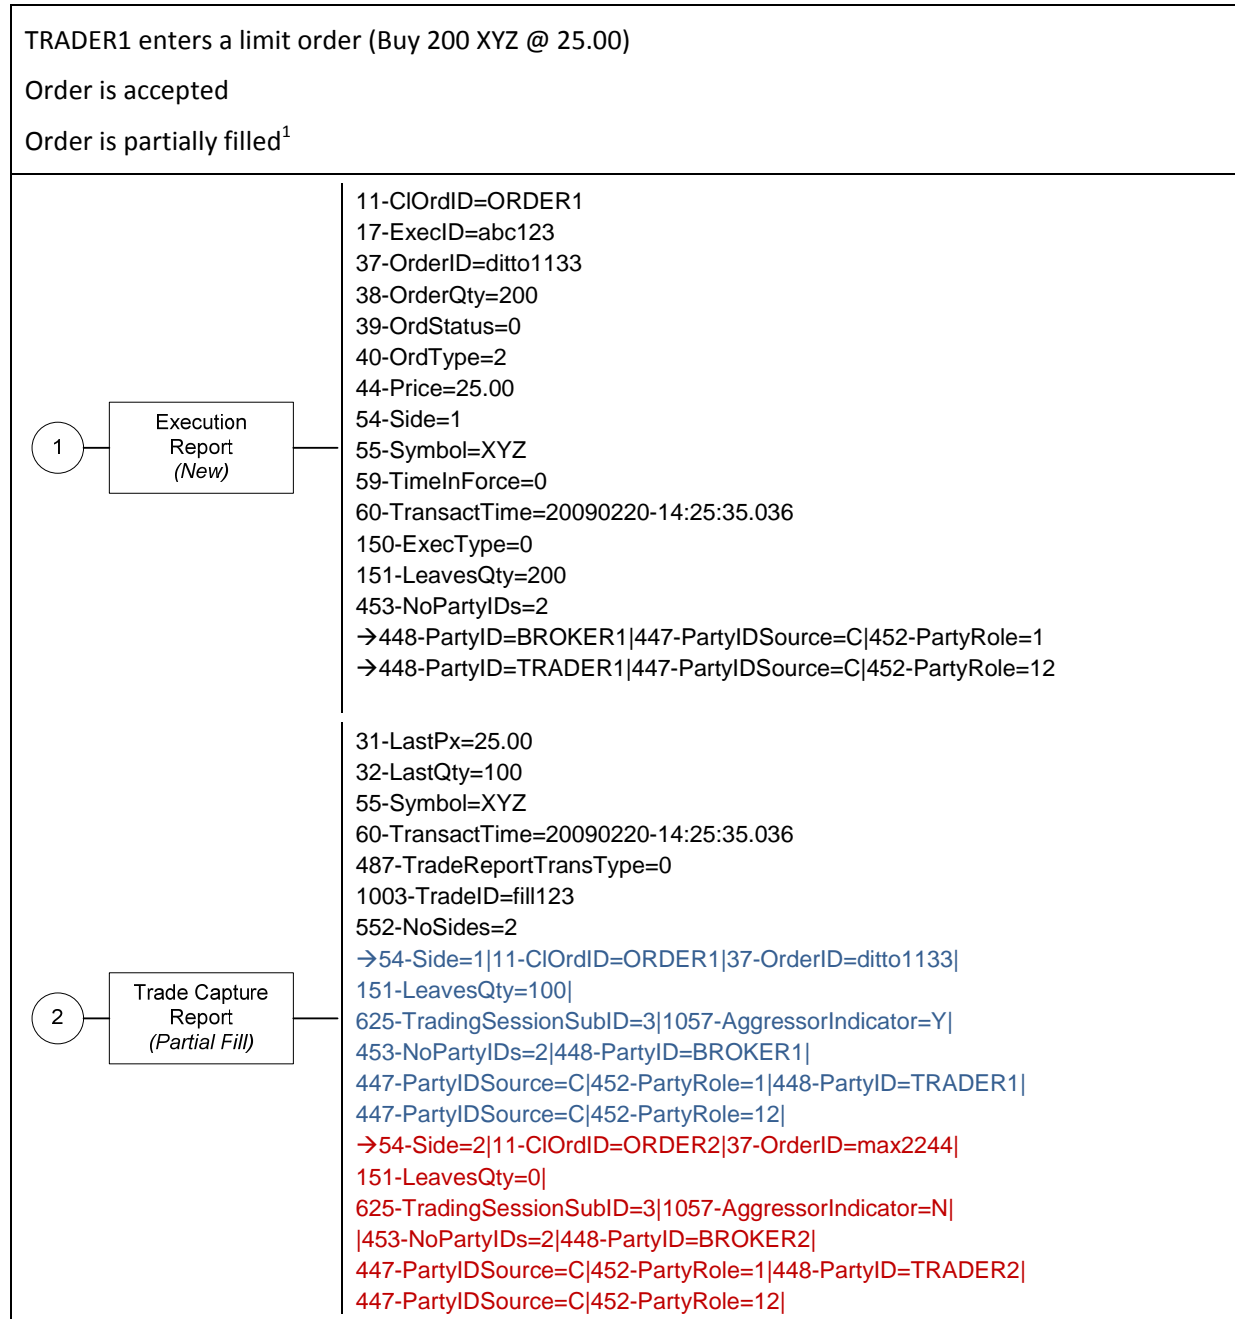 TRADER1 enters a limit order (Buy 200 XYZ @ 25.00)
Order is accepted
Order is partially filled1
1
Execution
Report
(New)
11-ClOrdID=ORDER1
17-ExecID=abc123
37-OrderID=ditto1133
38-OrderQty=200
39-OrdStatus=0
40-OrdType=2
44-Price=25.00
54-Side=1
55-Symbol=XYZ
59-TimeInForce=0
60-TransactTime=20090220-14:25:35.036
150-ExecType=0
151-LeavesQty=200
453-NoPartyIDs=2
→448-PartyID=BROKER1|447-PartyIDSource=C|452-PartyRole=1
→448-PartyID=TRADER1|447-PartyIDSource=C|452-PartyRole=12
2
Trade Capture
Report
(Partial Fill)
31-LastPx=25.00
32-LastQty=100
55-Symbol=XYZ
60-TransactTime=20090220-14:25:35.036
487-TradeReportTransType=0
1003-TradeID=fill123
552-NoSides=2
→54-Side=1|11-ClOrdID=ORDER1|37-OrderID=ditto1133|
151-LeavesQty=100|
625-TradingSessionSubID=3|1057-AggressorIndicator=Y|
453-NoPartyIDs=2|448-PartyID=BROKER1|
447-PartyIDSource=C|452-PartyRole=1|448-PartyID=TRADER1|
447-PartyIDSource=C|452-PartyRole=12|
→54-Side=2|11-ClOrdID=ORDER2|37-OrderID=max2244|
151-LeavesQty=0|
625-TradingSessionSubID=3|1057-AggressorIndicator=N|
|453-NoPartyIDs=2|448-PartyID=BROKER2|
447-PartyIDSource=C|452-PartyRole=1|448-PartyID=TRADER2|
447-PartyIDSource=C|452-PartyRole=12|